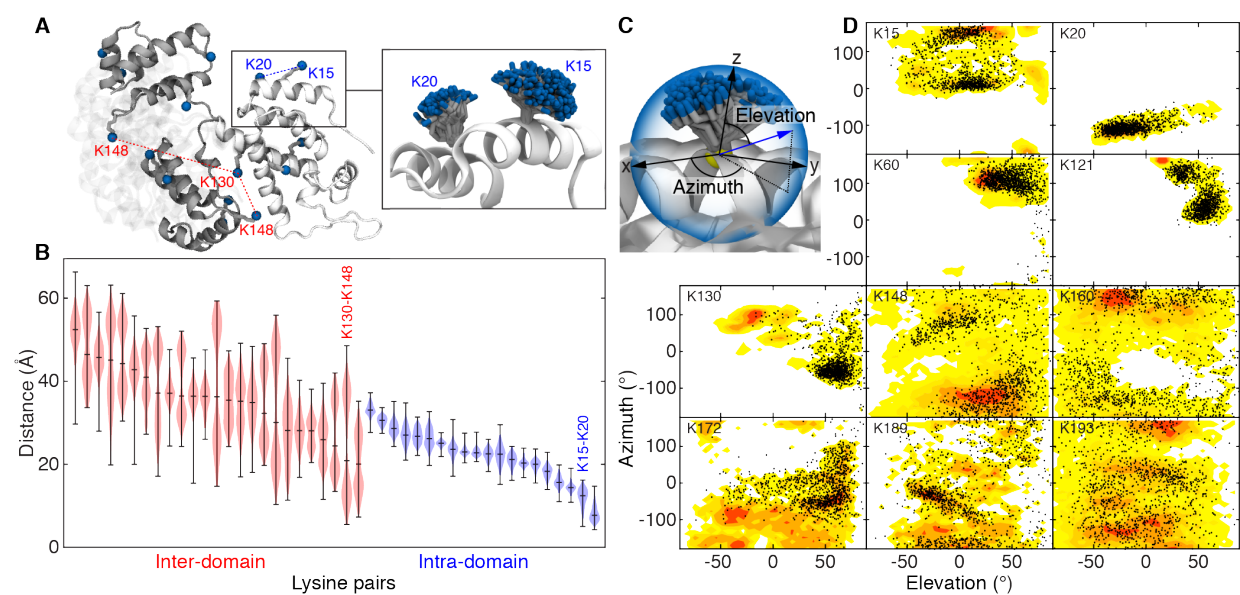 A
K20
K15
K148
K130
K148
K20
K15
C
z
Elevation
x
y
Azimuth
D
K15
K20
100
0
-100
K60
K121
100
0
-100
K130
K148
K160
100
0
-100
K172
K189
K193
100
0
-100
-50
0
50
-50
0
50
-50
0
50
Azimuth (°)
Elevation (°)
B
60
40
20
0
Distance (Å)
K130-K148
K15-K20
Inter-domain
Intra-domain
Lysine pairs